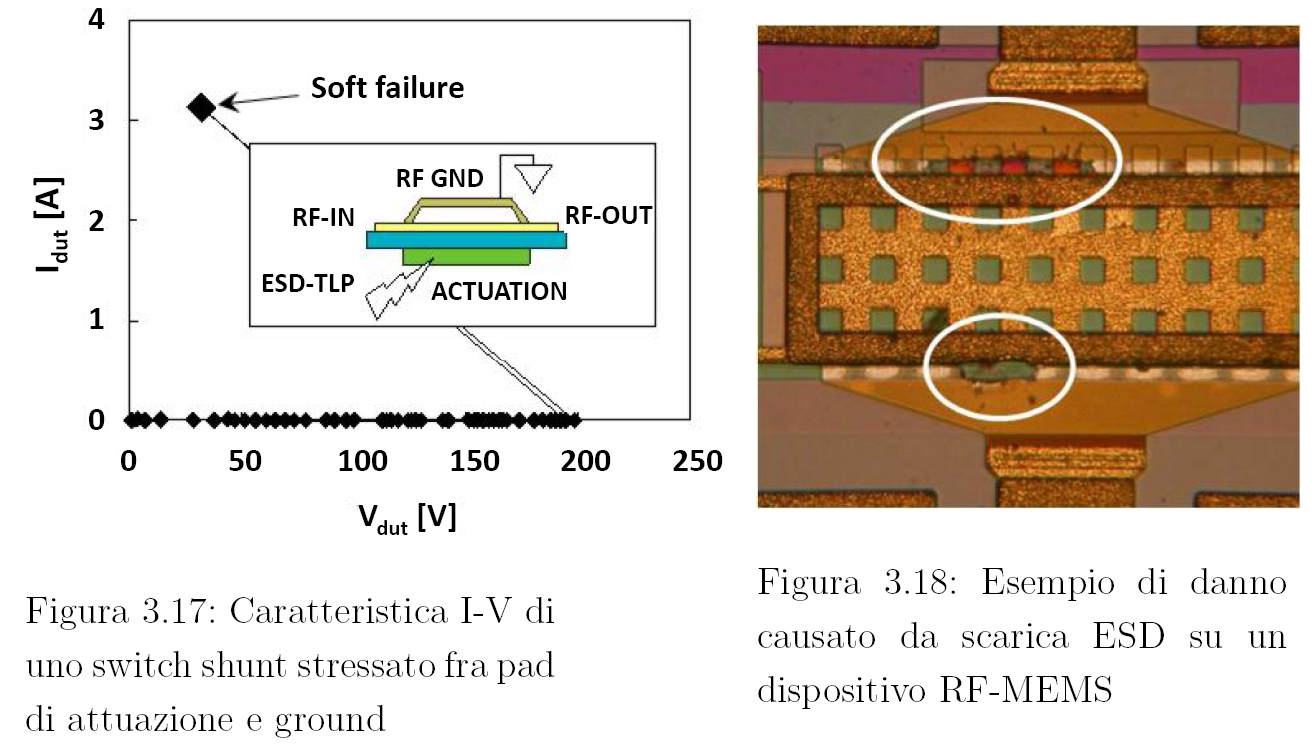 4
Soft failure
3
RF GND
RF-IN
RF-OUT
2
I_dut [A]
ESD-TLP
ACTUATION
1
0
0 50 100 150 200 250
V_dut [V]
Figura 3.17: Caratteristica I-V di
uno switch shunt stressato fra pad
di attuazione e ground
Figura 3.18: Esempio di danno
causato da scarica ESD su un
dispositivo RF-MEMS